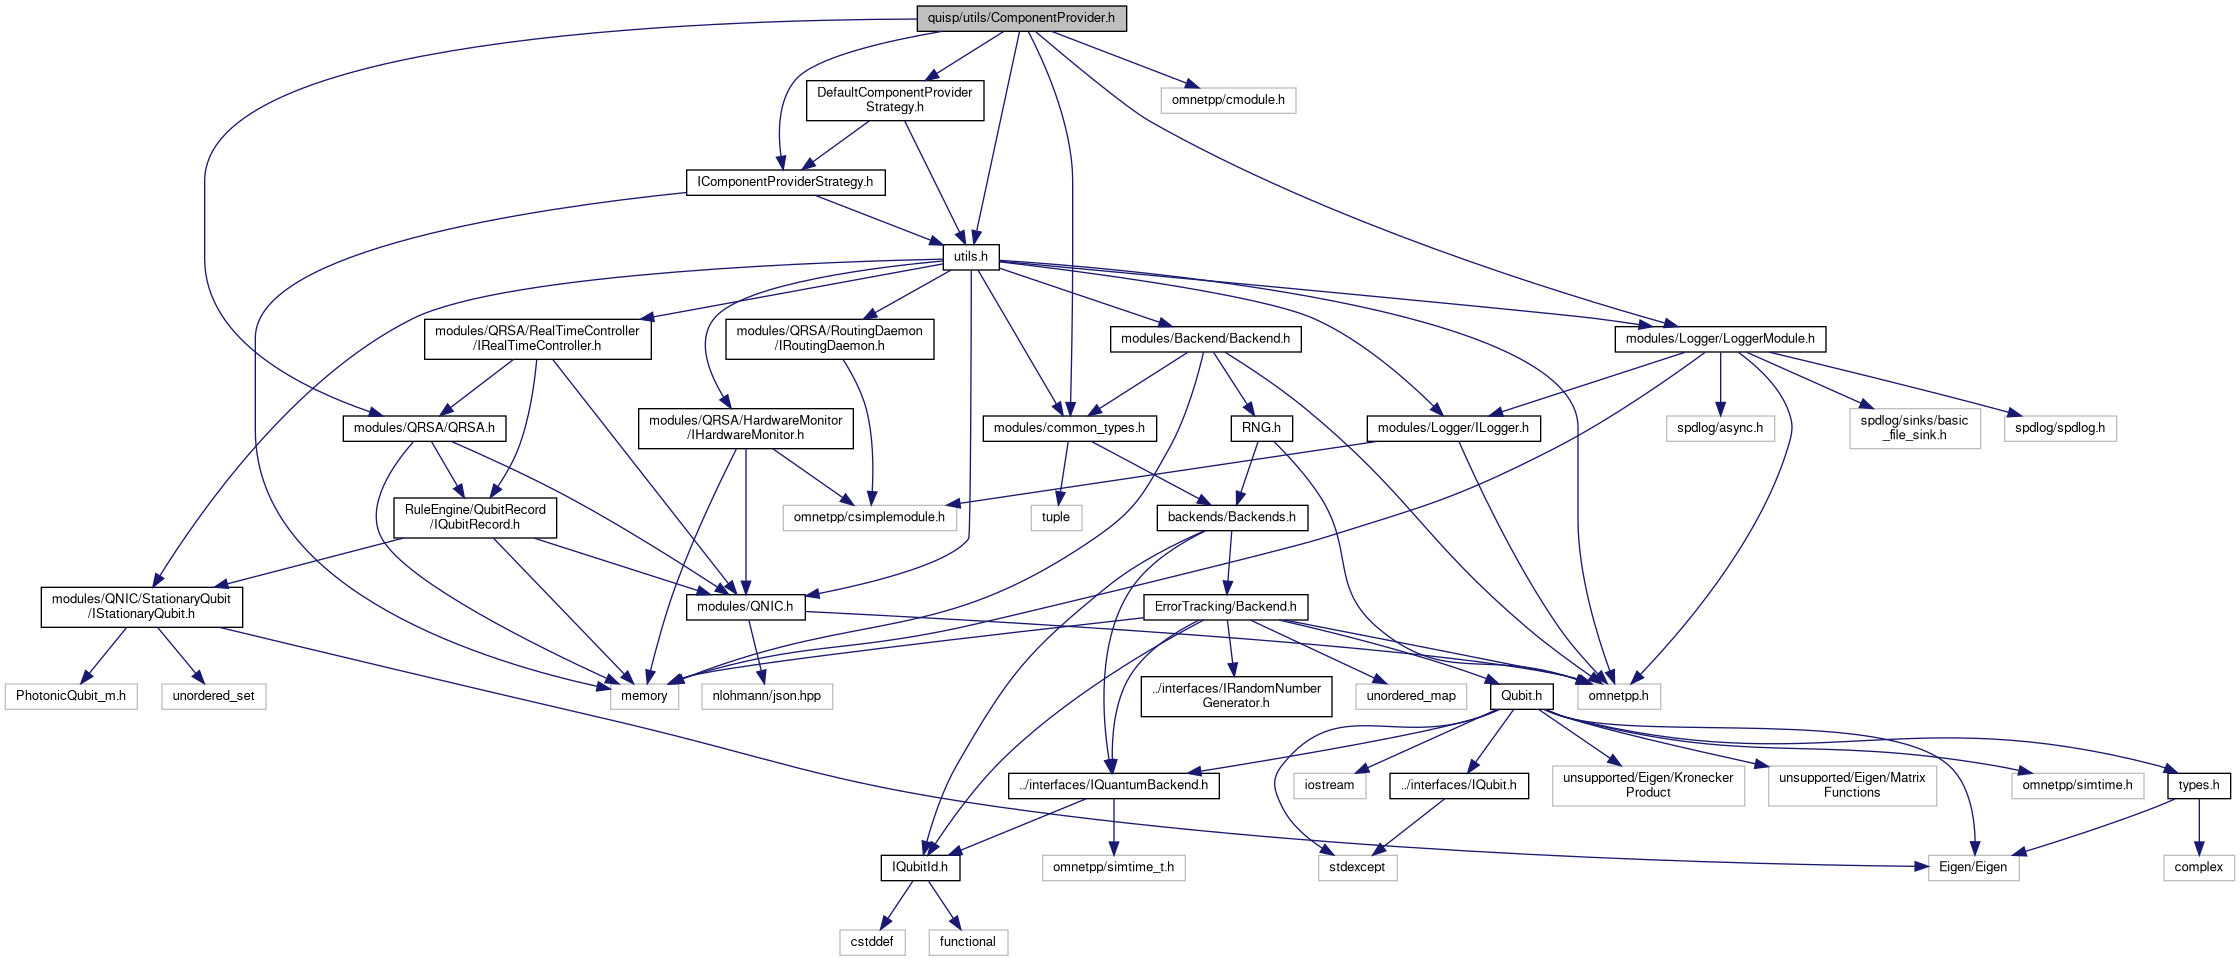 quisp/utils/ComponentProvider.h
DefaultComponentProvider
Strategy.h
omnetpp/cmodule.h
IComponentProviderStrategy.h
utils.h
modules/QRSA/RealTimeController
/IRealTimeController.h
modules/QRSA/RoutingDaemon
/IRoutingDaemon.h
modules/Backend/Backend.h
modules/Logger/LoggerModule.h
modules/QRSA/QRSA.h
modules/QRSA/HardwareMonitor
/IHardwareMonitor.h
modules/common_types.h
RNG.h
modules/Logger/ILogger.h
spdlog/async.h
spdlog/sinks/basic
_file_sink.h
spdlog/spdlog.h
RuleEngine/QubitRecord
/IQubitRecord.h
omnetpp/csimplemodule.h
tuple
backends/Backends.h
modules/QNIC/StationaryQubit
/IStationaryQubit.h
modules/QNIC.h
ErrorTracking/Backend.h
PhotonicQubit_m.h
unordered_set
memory
nlohmann/json.hpp
../interfaces/IRandomNumber
Generator.h
unordered_map
Qubit.h
omnetpp.h
../interfaces/IQuantumBackend.h
iostream
../interfaces/IQubit.h
unsupported/Eigen/Kronecker
Product
unsupported/Eigen/Matrix
Functions
omnetpp/simtime.h
types.h
IQubitId.h
omnetpp/simtime_t.h
stdexcept
Eigen/Eigen
complex
cstddef
functional